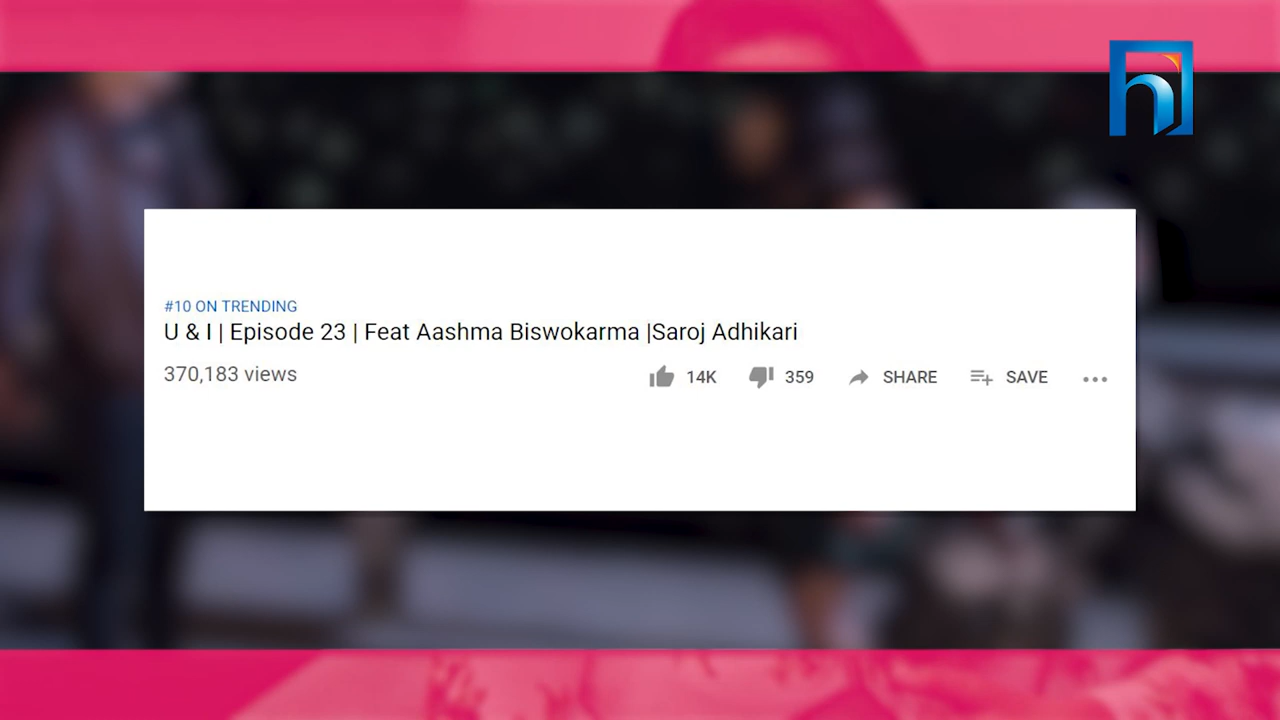 #10 ON TRENDING
U & I | Episode 23 | Feat Aashma Biswokarma |Saroj Adhikari
370,183 views
14K 359 SHARE SAVE